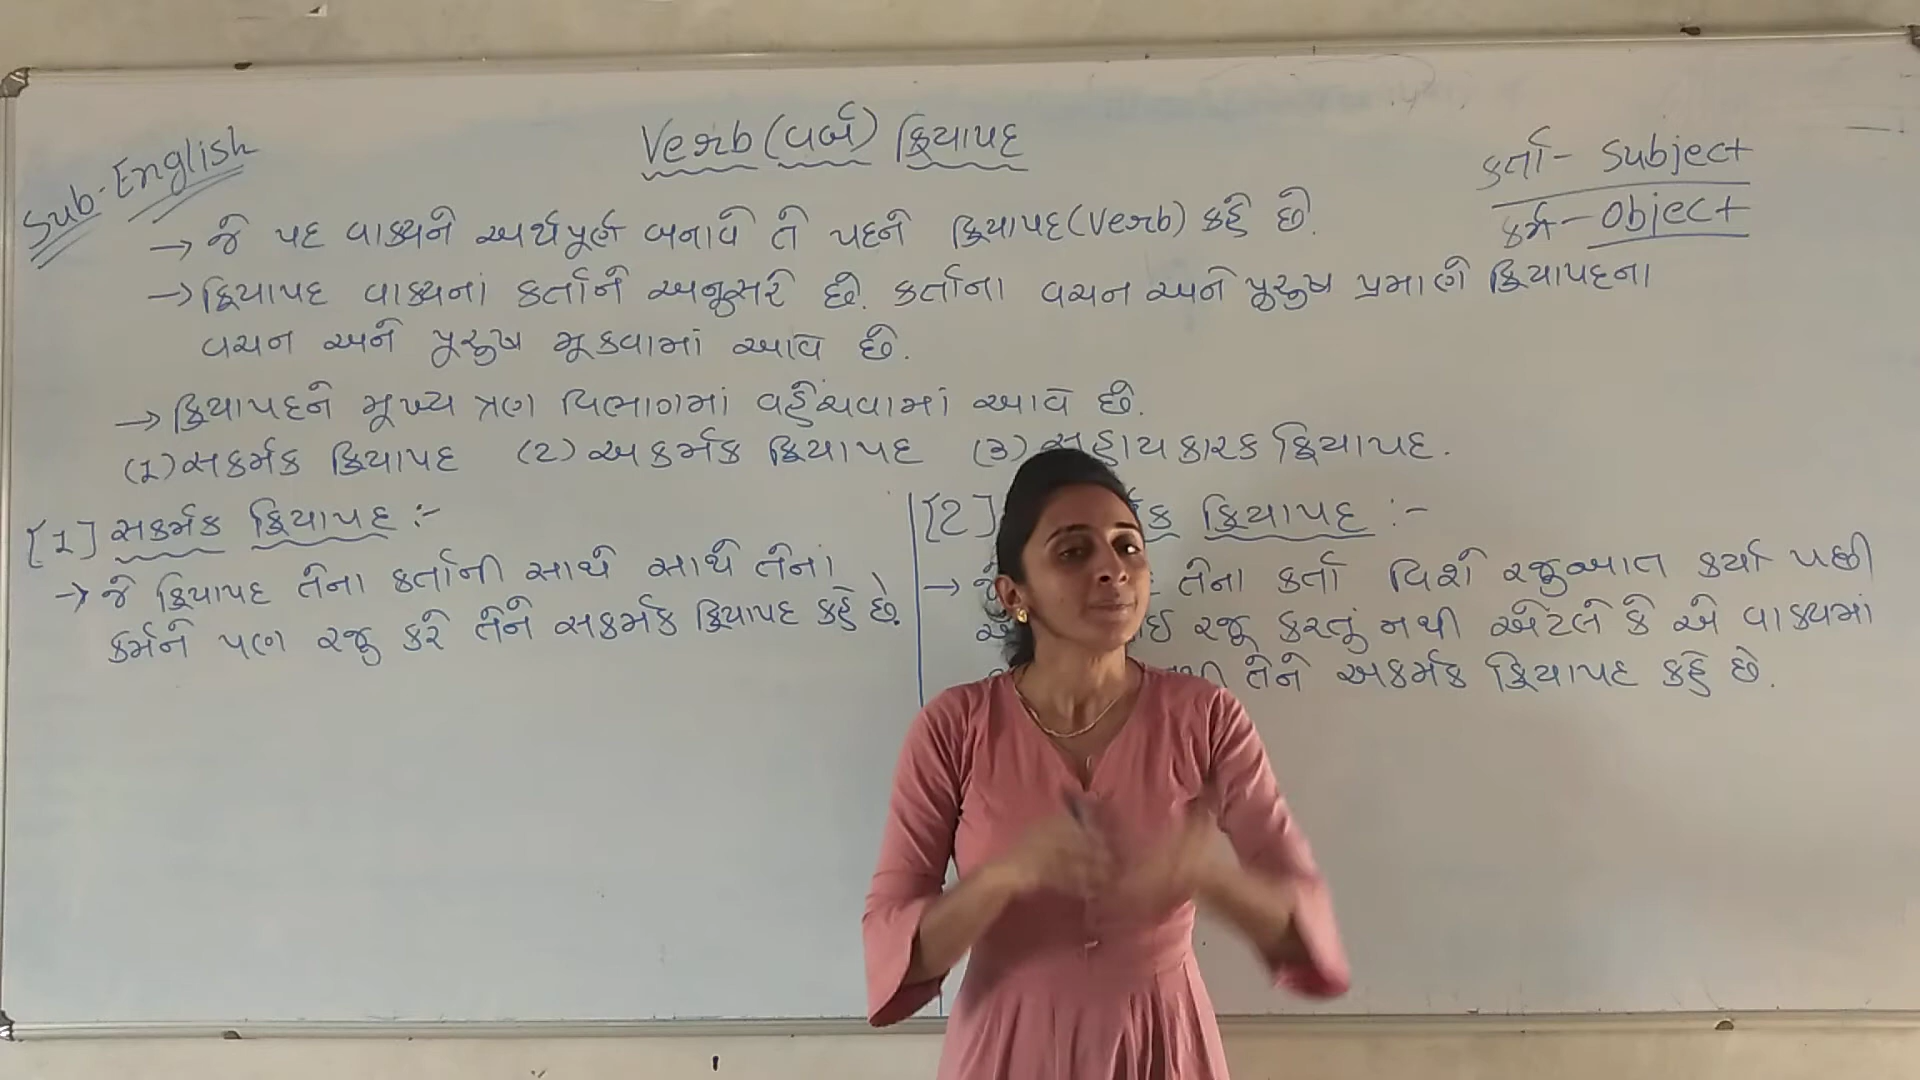 Sub-English
Verb (વર્બ) ક્રિયાપદ
કર્તા - Subject
કર્મ - Object
→ જે પદ વાક્યને અર્થપૂર્ણ બનાવે તે પદને ક્રિયાપદ (Verb) કહે છે.
→ ક્રિયાપદ વાક્યનાં કર્તાને અનુસરે છે. કર્તાના વચન અને પુરુષ પ્રમાણે ક્રિયાપદના
વચન અને પુરુષ મૂકવામાં આવે છે.
→ ક્રિયાપદને મુખ્ય ત્રણ વિભાગમાં વહેંચવામાં આવે છે.
(૧) સકર્મક ક્રિયાપદ (૨) અકર્મક ક્રિયાપદ (૩) સહાયકારક ક્રિયાપદ.
[1] સકર્મક ક્રિયાપદ :-
→ જે ક્રિયાપદ તેના કર્તાની સાથે સાથે તેનાં
કર્મને પણ રજુ કરે તેને સકર્મક ક્રિયાપદ કહે છે.
[2] ક્રિયાપદ :-
→ તેના કર્તા વિશે રજુઆત કર્યા પછી
રજૂ કરતું નથી એટલે કે એ વાક્યમાં
તેને અકર્મક ક્રિયાપદ કહે છે.